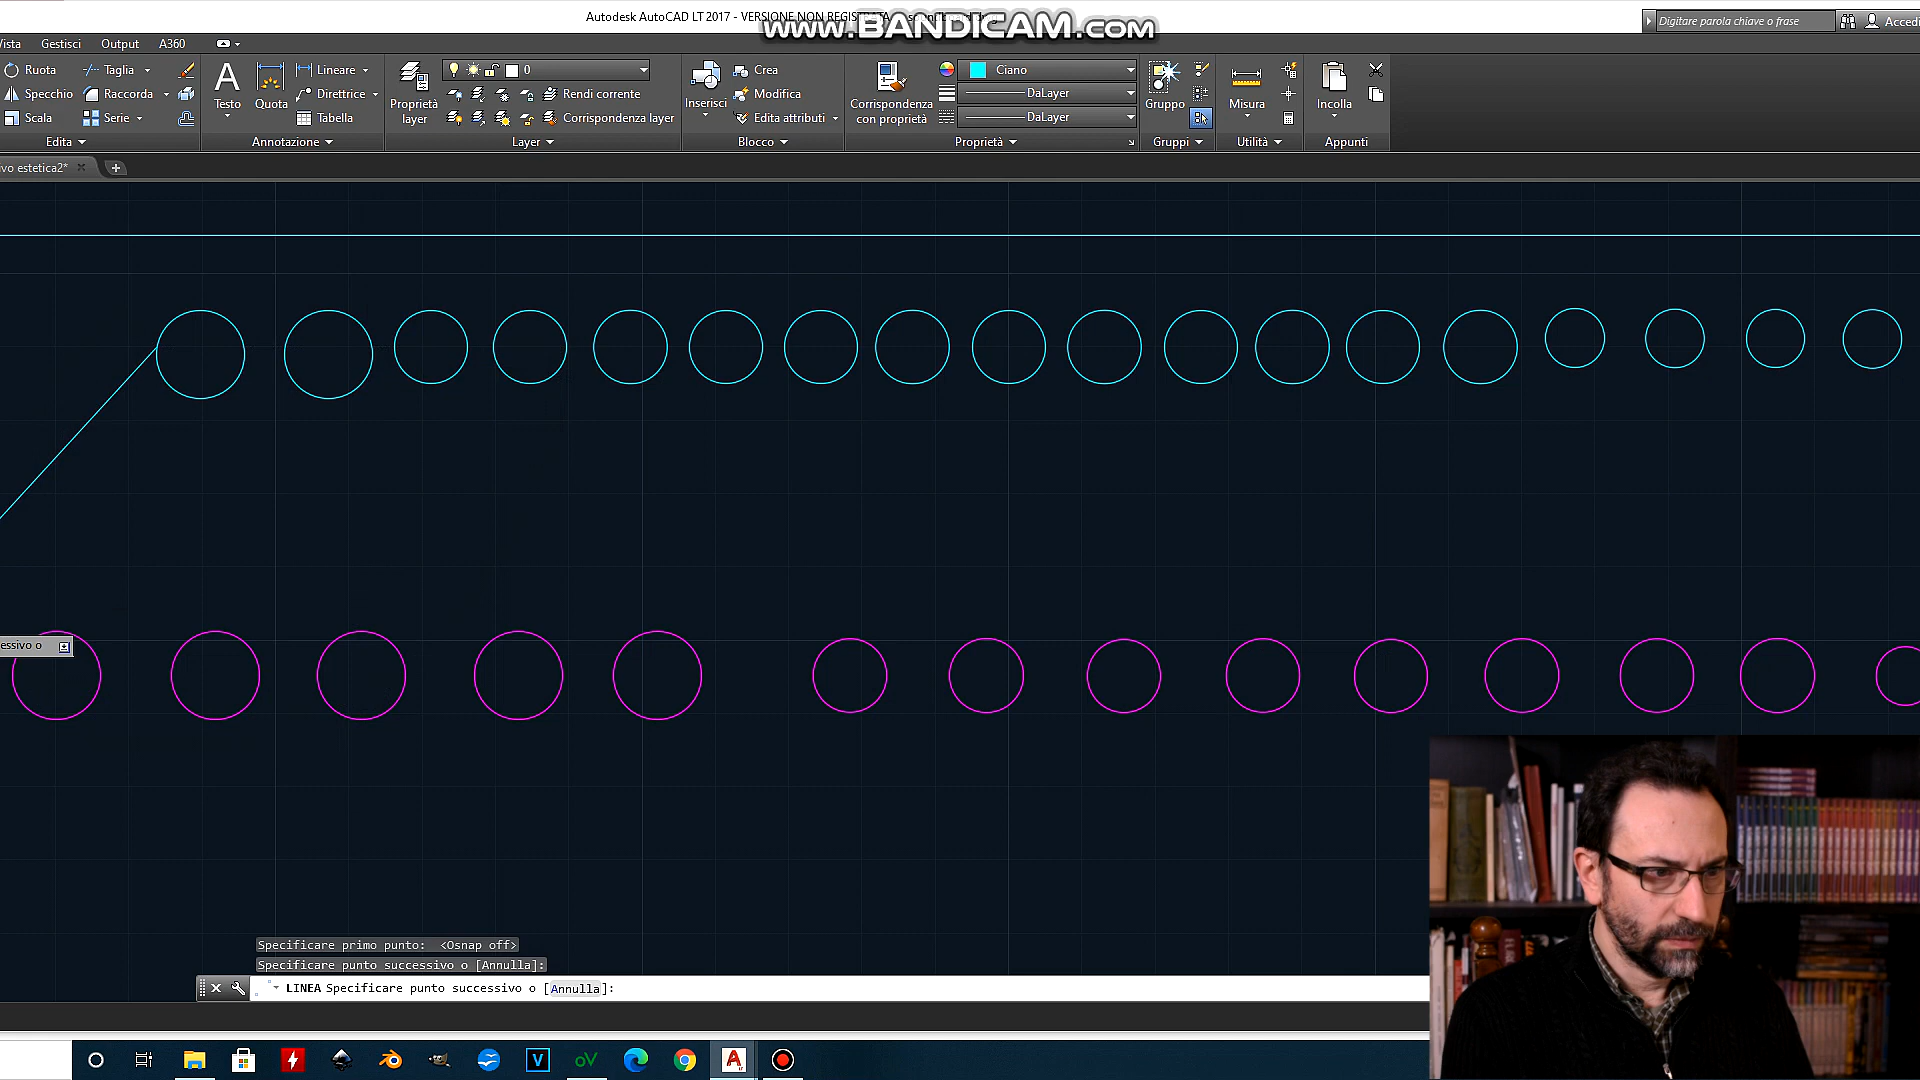 Autodesk AutoCAD LT 2017 - VERSIONE NON REGISTRATA
www.BANDICAM.com
Digitare parola chiave o frase
Accedi
Vista
Gestisci
Output
A360
Ruota
Taglia
Specchio
Raccorda
Scala
Serie
Edita
Testo
Quota
Lineare
Direttrice
Tabella
Annotazione
Proprietà
layer
0
Rendi corrente
Corrispondenza layer
Layer
Inserisci
Crea
Modifica
Edita attributi
Blocco
Corrispondenza
con proprietà
Ciano
DaLayer
DaLayer
Proprietà
Gruppo
Gruppi
Misura
Utilità
Incolla
Appunti
vo estetica2*
essivo o
Specificare primo punto: <Osnap off>
Specificare punto successivo o [Annulla]:
LINEA Specificare punto successivo o [Annulla]: